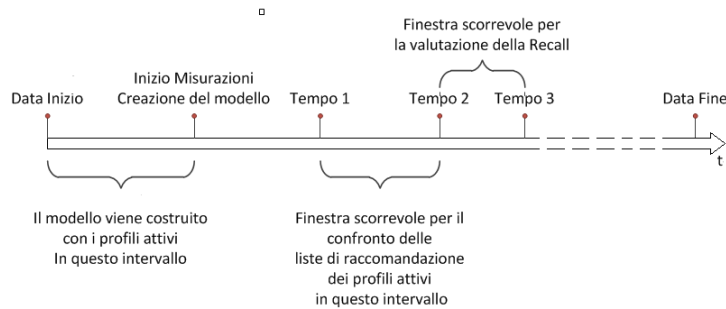 Finestra scorrevole per
la valutazione della Recall
Inizio Misurazioni
Creazione del modello
Data Inizio
Tempo 1
Tempo 2
Tempo 3
Data Fine
t
Il modello viene costruito
con i profili attivi
In questo intervallo
Finestra scorrevole per il
confronto delle
liste di raccomandazione
dei profili attivi
in questo intervallo